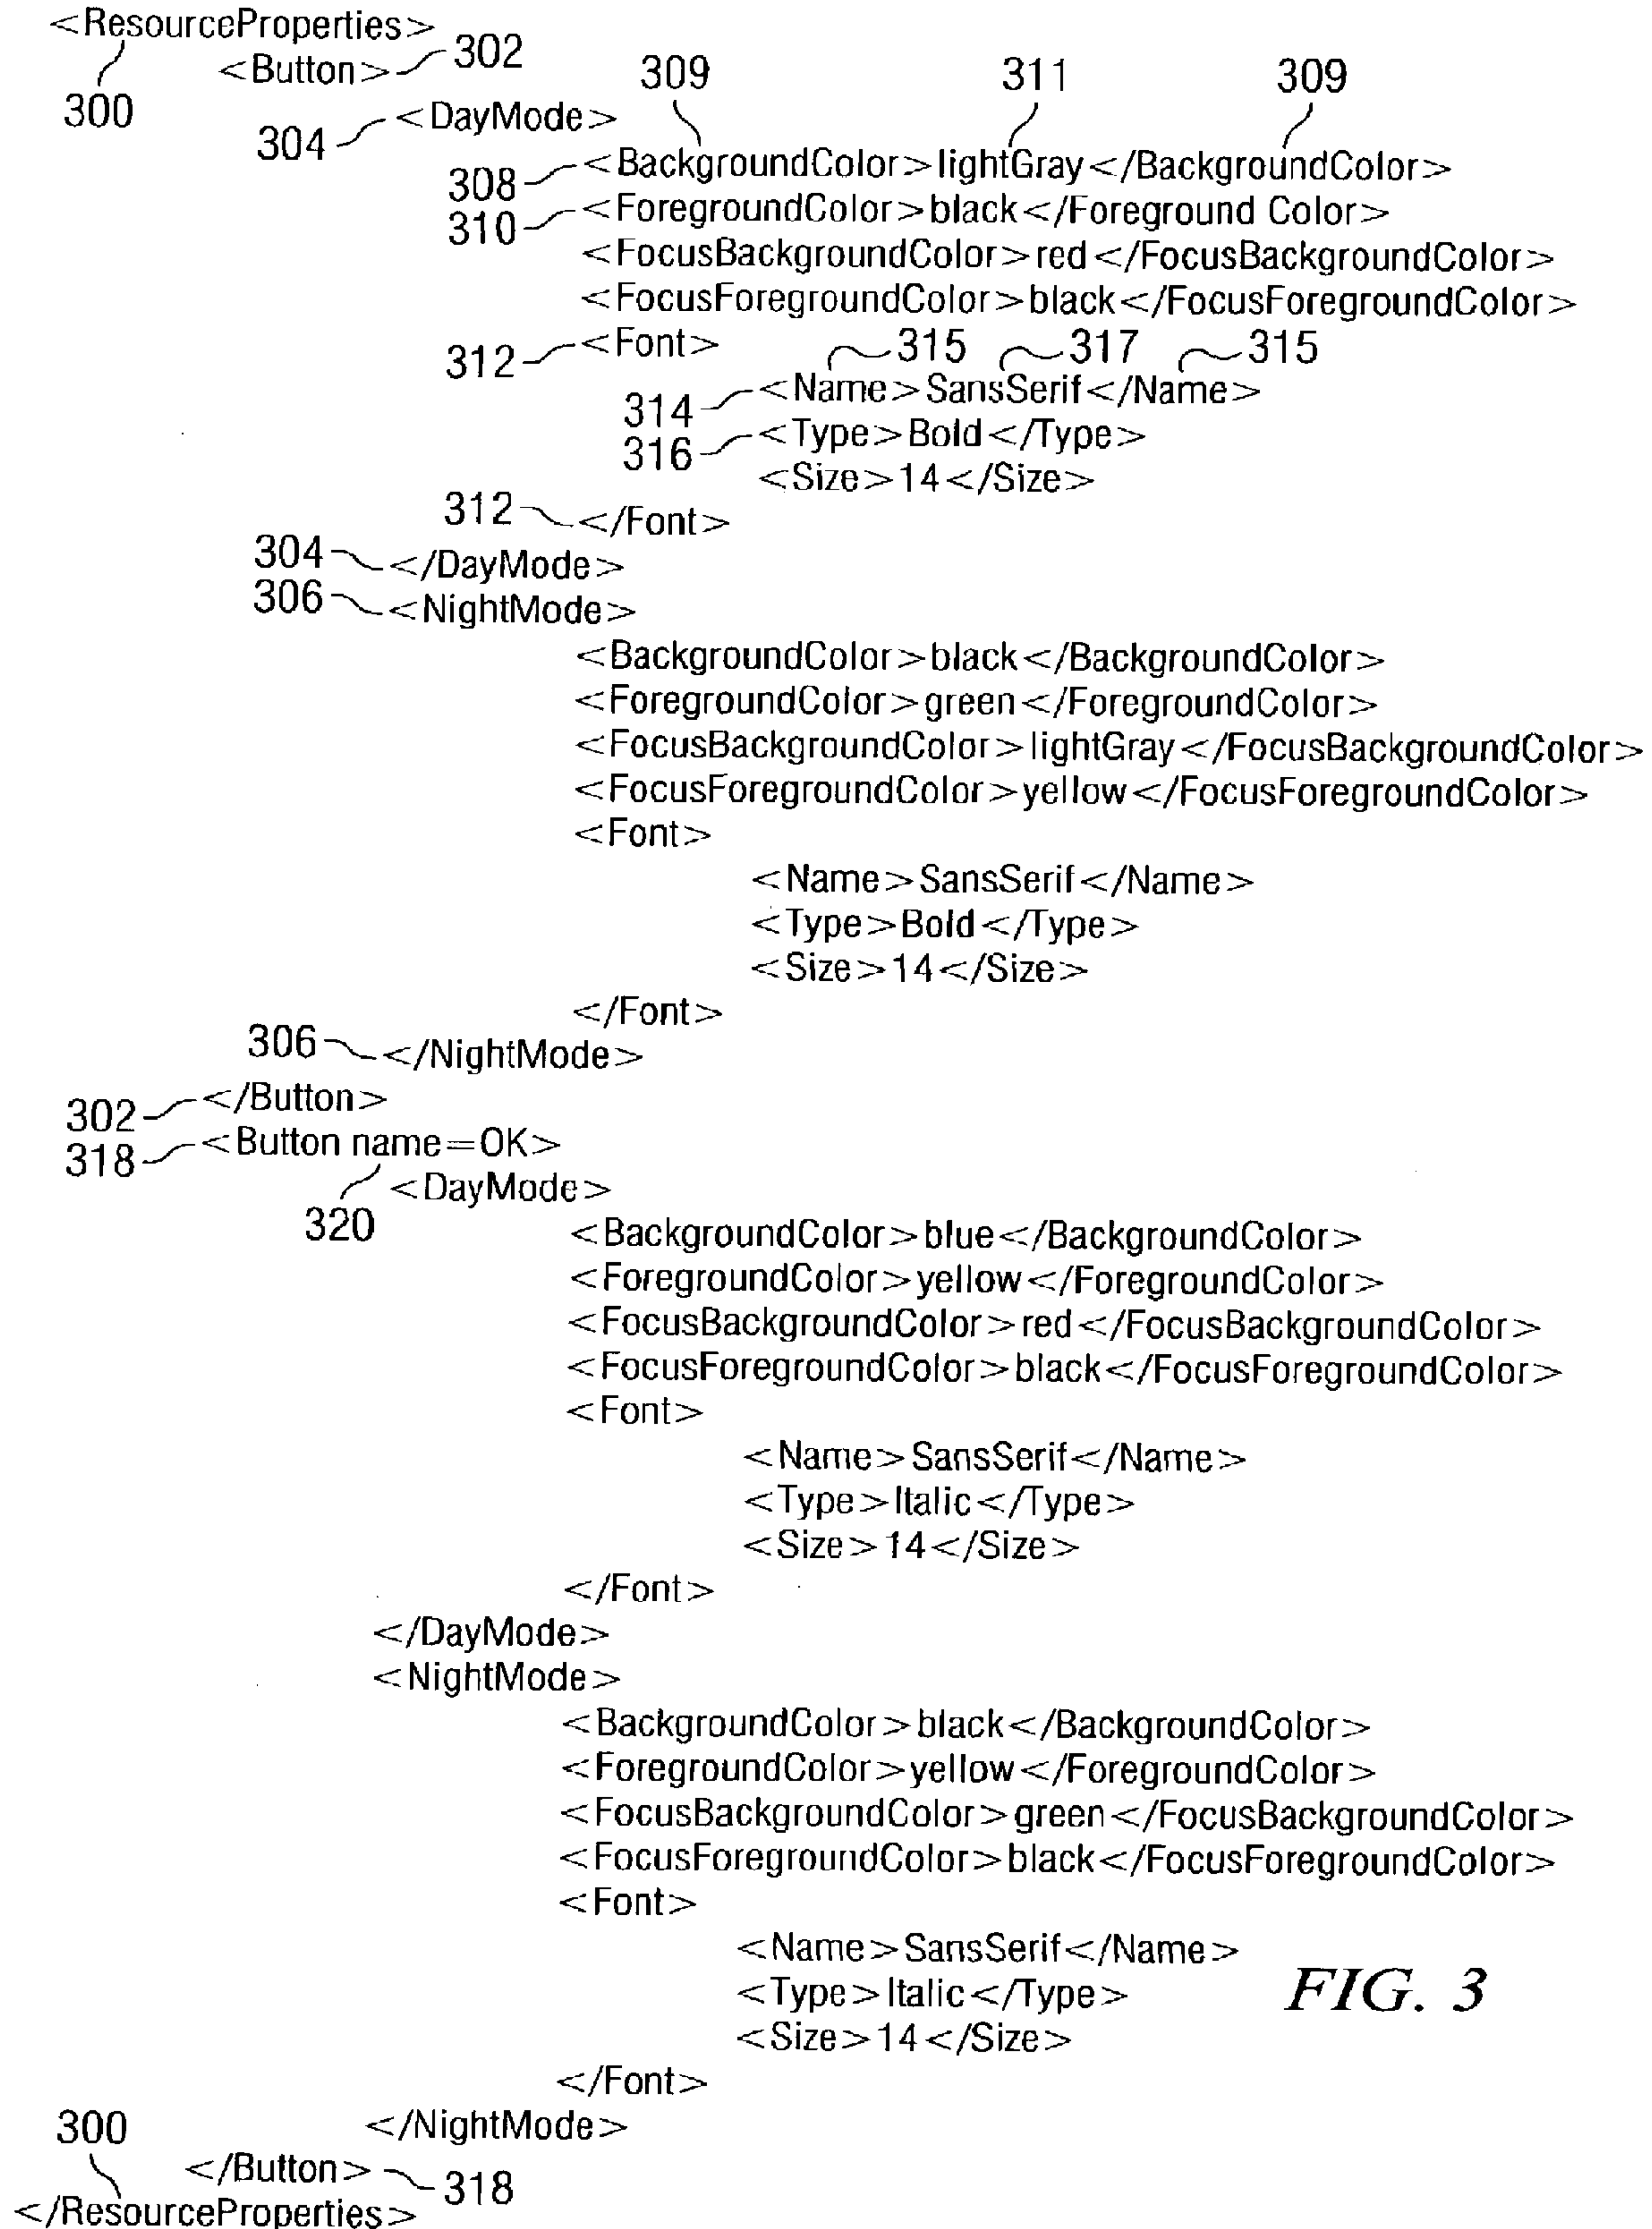 <ResourceProperties>
<Button> 302
300
309 311 309
304 <DayMode>
308 <BackgroundColor>lightGray</BackgroundColor>
310 <ForegroundColor>black</Foreground Color>
<FocusBackgroundColor>red</FocusBackgroundColor>
<FocusForegroundColor>black</FocusForegroundColor>
312 <Font>
315 317 315
314 <Name>SansSerif</Name>
316 <Type>Bold</Type>
<Size>14</Size>
312 </Font>
304 </DayMode>
306 <NightMode>
<BackgroundColor>black</BackgroundColor>
<ForegroundColor>green</ForegroundColor>
<FocusBackgroundColor>lightGray</FocusBackgroundColor>
<FocusForegroundColor>yellow</FocusForegroundColor>
<Font>
<Name>SansSerif</Name>
<Type>Bold</Type>
<Size>14</Size>
</Font>
306 </NightMode>
302 </Button>
318 <Button name=OK>
320 <DayMode>
<BackgroundColor>blue</BackgroundColor>
<ForegroundColor>yellow</ForegroundColor>
<FocusBackgroundColor>red</FocusBackgroundColor>
<FocusForegroundColor>black</FocusForegroundColor>
<Font>
<Name>SansSerif</Name>
<Type>Italic</Type>
<Size>14</Size>
</Font>
</DayMode>
<NightMode>
<BackgroundColor>black</BackgroundColor>
<ForegroundColor>yellow</ForegroundColor>
<FocusBackgroundColor>green</FocusBackgroundColor>
<FocusForegroundColor>black</FocusForegroundColor>
<Font>
<Name>SansSerif</Name>
<Type>Italic</Type>
FIG. 3
<Size>14</Size>
</Font>
300 </NightMode>
</Button> 318
</ResourceProperties>